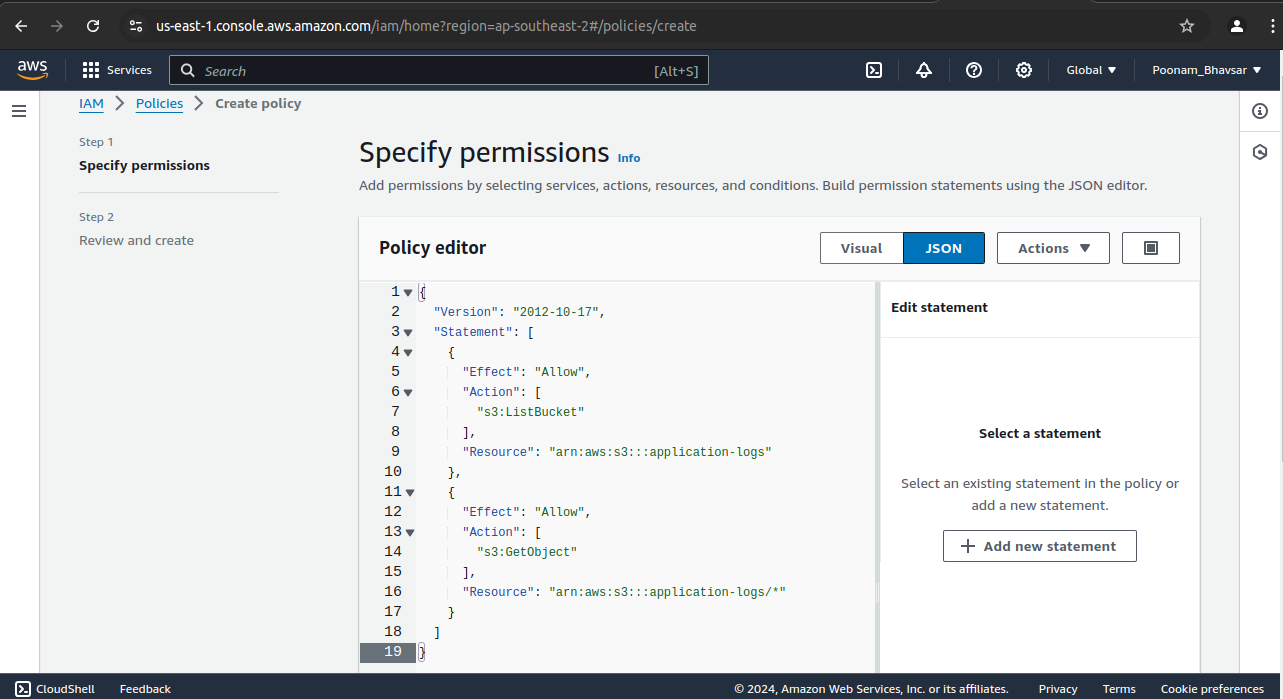 us-east-1.console.aws.amazon.com/iam/home?region=ap-southeast-2#/policies/create
aws
Services
Search
[Alt+S]
Global
Poonam_Bhavsar
IAM
Policies
Create policy
Step 1
Specify permissions
Step 2
Review and create
Specify permissions Info
Add permissions by selecting services, actions, resources, and conditions. Build permission statements using the JSON editor.
Policy editor
Visual
JSON
Actions
1 {
2 "Version": "2012-10-17",
3 "Statement": [
4 {
5 "Effect": "Allow",
6 "Action": [
7 "s3:ListBucket"
8 ],
9 "Resource": "arn:aws:s3:::application-logs"
10 },
11 {
12 "Effect": "Allow",
13 "Action": [
14 "s3:GetObject"
15 ],
16 "Resource": "arn:aws:s3:::application-logs/*"
17 }
18 ]
19 }
Edit statement
Select a statement
Select an existing statement in the policy or
add a new statement.
Add new statement
CloudShell
Feedback
© 2024, Amazon Web Services, Inc. or its affiliates.
Privacy
Terms
Cookie preferences